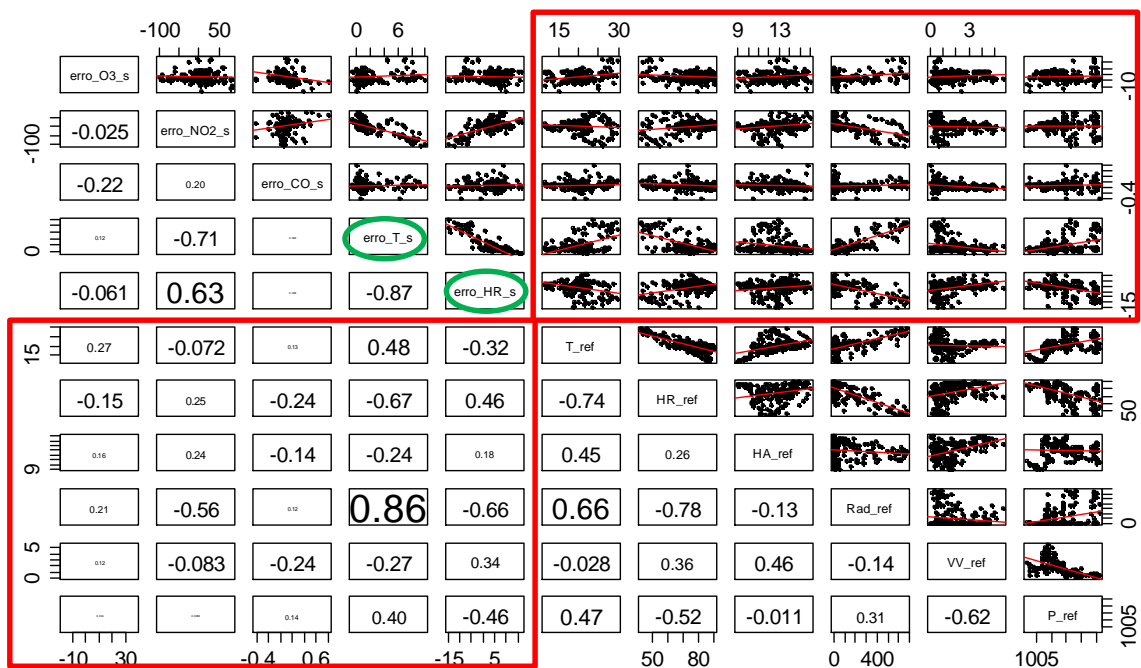 -100 50 0 6 15 30 9 13 0 3
erro_O3_s -10
-100 -0.025 erro_NO2_s
-0.22 0.20 erro_CO_s -0.4
0 0.12 -0.71 erro_T_s
-0.061 0.63 -0.87 erro_HR_s -15
15 0.27 -0.072 0.13 0.48 -0.32 T_ref
-0.15 0.25 -0.24 -0.67 0.46 -0.74 HR_ref 50
9 0.16 0.24 -0.14 -0.24 0.18 0.45 0.26 HA_ref
0.21 -0.56 0.12 0.86 -0.66 0.66 -0.78 -0.13 Rad_ref 0
0 5 0.12 -0.083 -0.24 -0.27 0.34 -0.028 0.36 0.46 -0.14 VV_ref
0.14 0.40 -0.46 0.47 -0.52 -0.011 0.31 -0.62 P_ref 1005
-10 30 -0.4 0.6 -15 5 50 80 0 400 1005